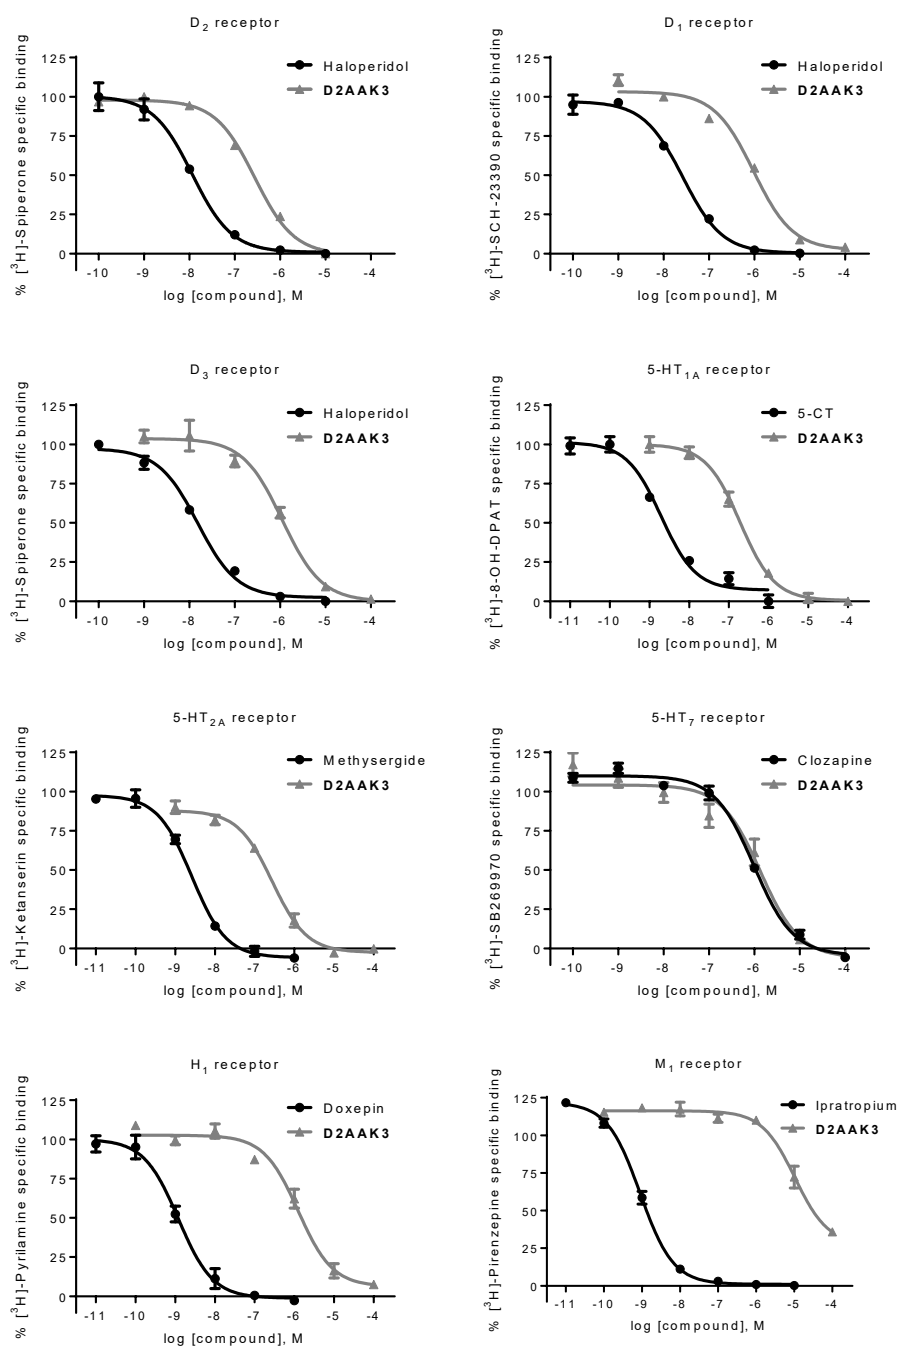 D2 receptor
% [3H]-Spiperone specific binding
125
100
75
50
25
0
-10 -9 -8 -7 -6 -5 -4
log [compound], M
Haloperidol
D2AAK3
D1 receptor
% [3H]-SCH-23390 specific binding
125
100
75
50
25
0
-10 -9 -8 -7 -6 -5 -4
log [compound], M
Haloperidol
D2AAK3
D3 receptor
% [3H]-Spiperone specific binding
125
100
75
50
25
0
-10 -9 -8 -7 -6 -5 -4
log [compound], M
Haloperidol
D2AAK3
5-HT1A receptor
% [3H]-8-OH-DPAT specific binding
125
100
75
50
25
0
-11 -10 -9 -8 -7 -6 -5 -4
log [compound], M
5-CT
D2AAK3
5-HT2A receptor
% [3H]-Ketanserin specific binding
125
100
75
50
25
0
-11 -10 -9 -8 -7 -6 -5 -4
log [compound], M
Methysergide
D2AAK3
5-HT7 receptor
% [3H]-SB269970 specific binding
125
100
75
50
25
0
-10 -9 -8 -7 -6 -5 -4
log [compound], M
Clozapine
D2AAK3
H1 receptor
% [3H]-Pyrilamine specific binding
125
100
75
50
25
0
-11 -10 -9 -8 -7 -6 -5 -4
log [compound], M
Doxepin
D2AAK3
M1 receptor
% [3H]-Pirenzepine specific binding
125
100
75
50
25
0
-11 -10 -9 -8 -7 -6 -5 -4
log [compound], M
Ipratropium
D2AAK3